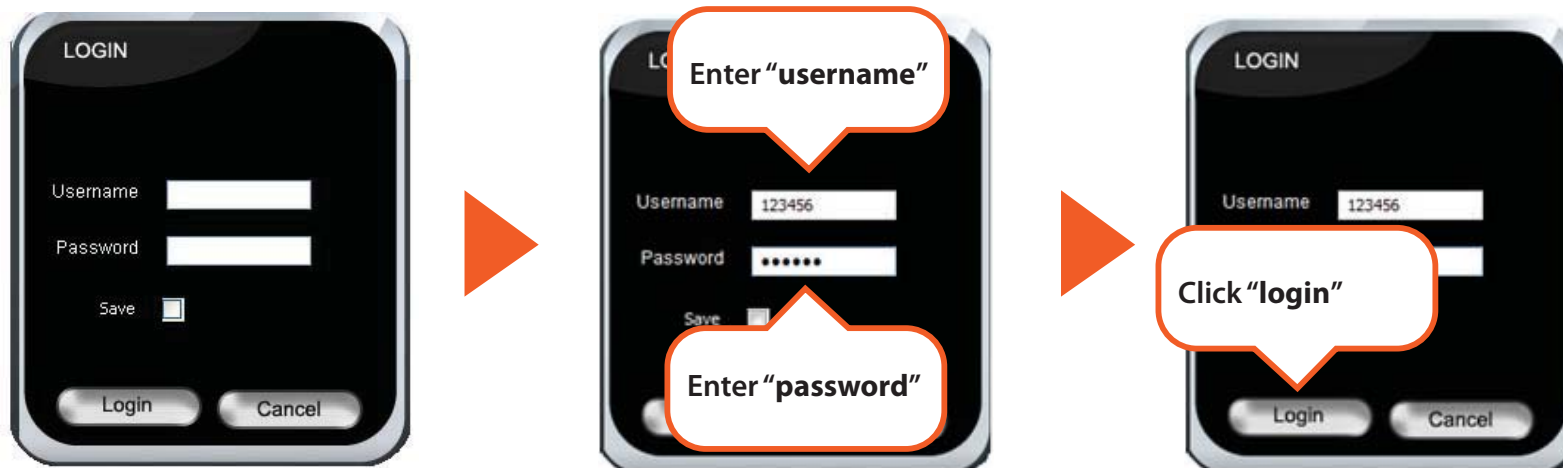 LOGIN
Username
Password
Save
Login
Cancel
LO
Enter “username”
Username
123456
Password
••••••
Save
Enter “password”
LOGIN
Username
123456
Click “login”
Login
Cancel